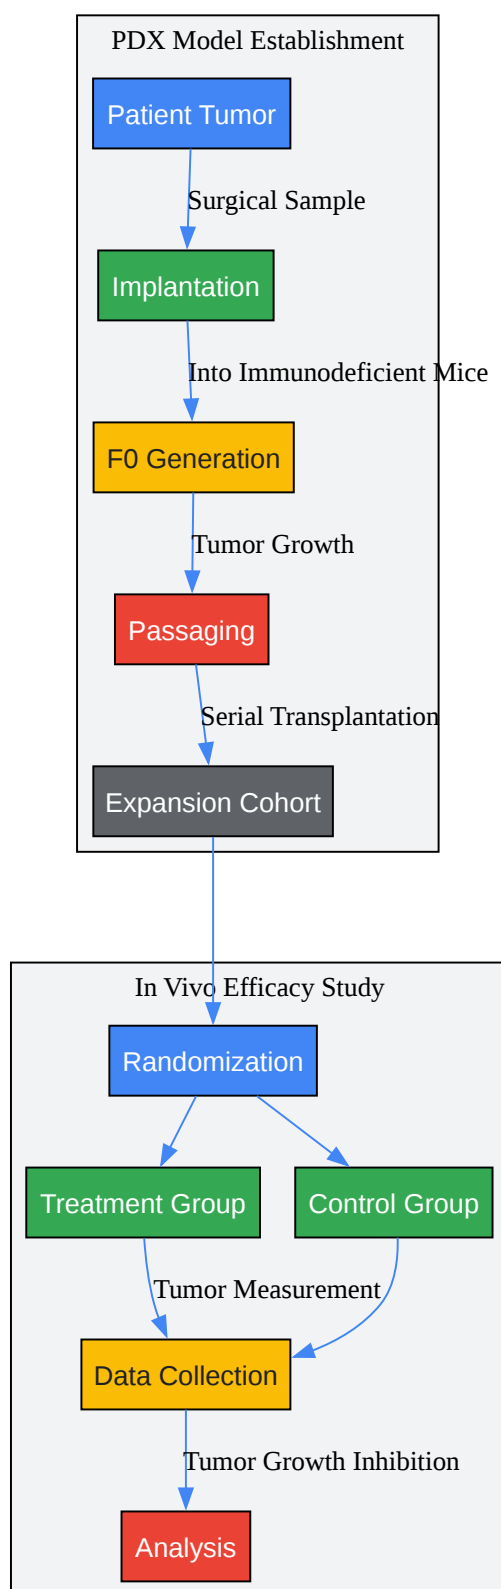 PDX Model Establishment
Patient Tumor
Surgical Sample
Implantation
Into Immunodeficient Mice
F0 Generation
Tumor Growth
Passaging
Serial Transplantation
Expansion Cohort
In Vivo Efficacy Study
Randomization
Treatment Group
Control Group
Tumor Measurement
Data Collection
Tumor Growth Inhibition
Analysis